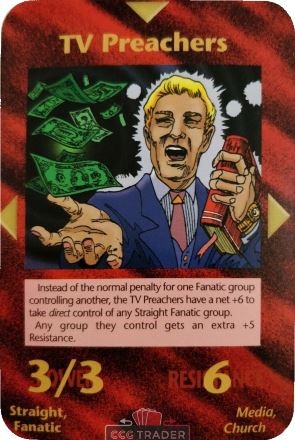 TV Preachers
Instead of the normal penalty for one Fanatic group
controlling another, the TV Preachers have a net +6 to
take direct control of any Straight Fanatic group.
Any group they control gets an extra +5
Resistance.
3/3
6
Straight,
Fanatic
Media,
Church
CCG TRADER